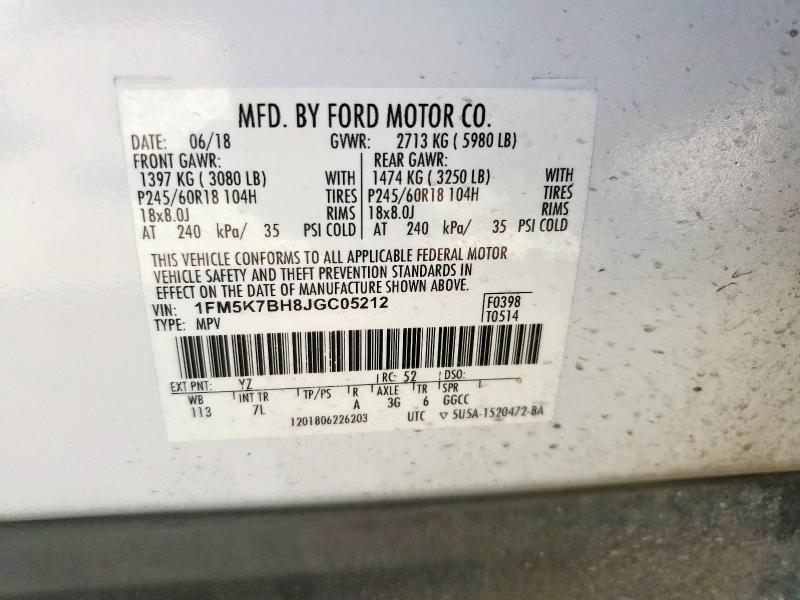 MFD. BY FORD MOTOR CO.
DATE: 06/18 GVWR: 2713 KG ( 5980 LB)
FRONT GAWR: REAR GAWR:
1397 KG ( 3080 LB) WITH 1474 KG ( 3250 LB) WITH
P245/60R18 104H TIRES P245/60R18 104H TIRES
18x8.0J RIMS 18x8.0J RIMS
AT 240 kPa/ 35 PSI COLD AT 240 kPa/ 35 PSI COLD
THIS VEHICLE CONFORMS TO ALL APPLICABLE FEDERAL MOTOR
VEHICLE SAFETY AND THEFT PREVENTION STANDARDS IN
EFFECT ON THE DATE OF MANUFACTURE SHOWN ABOVE.
VIN: 1FM5K7BH8JGC05212 F0398
TYPE: MPV T0514
EXT PNT: YZ RC: 52 DSO:
WB INT TR TP/PS R AXLE TR SPR
113 7L A 3G 6 GGCC
1201806226203 UTC ▽ 5U5A-1520472-BA